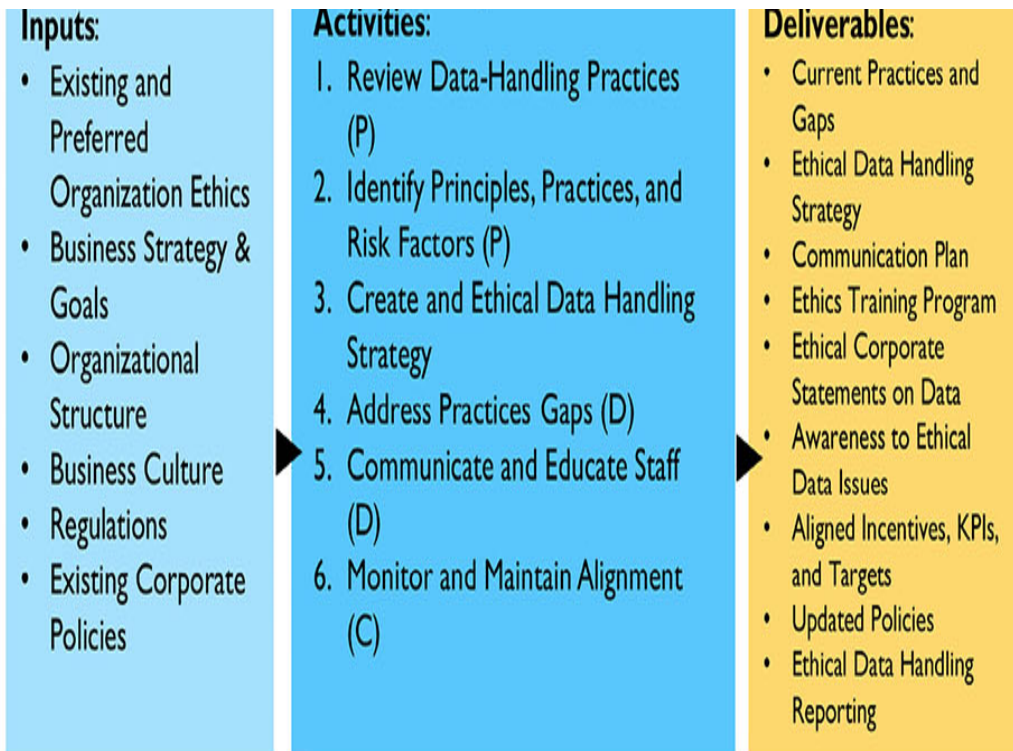 Inputs:
• Existing and
Preferred
Organization Ethics
• Business Strategy &
Goals
• Organizational
Structure
• Business Culture
• Regulations
• Existing Corporate
Policies
Activities:
1. Review Data-Handling Practices
(P)
2. Identify Principles, Practices, and
Risk Factors (P)
3. Create and Ethical Data Handling
Strategy
4. Address Practices Gaps (D)
5. Communicate and Educate Staff
(D)
6. Monitor and Maintain Alignment
(C)
Deliverables:
• Current Practices and
Gaps
• Ethical Data Handling
Strategy
• Communication Plan
• Ethics Training Program
• Ethical Corporate
Statements on Data
• Awareness to Ethical
Data Issues
• Aligned Incentives, KPIs,
and Targets
• Updated Policies
• Ethical Data Handling
Reporting